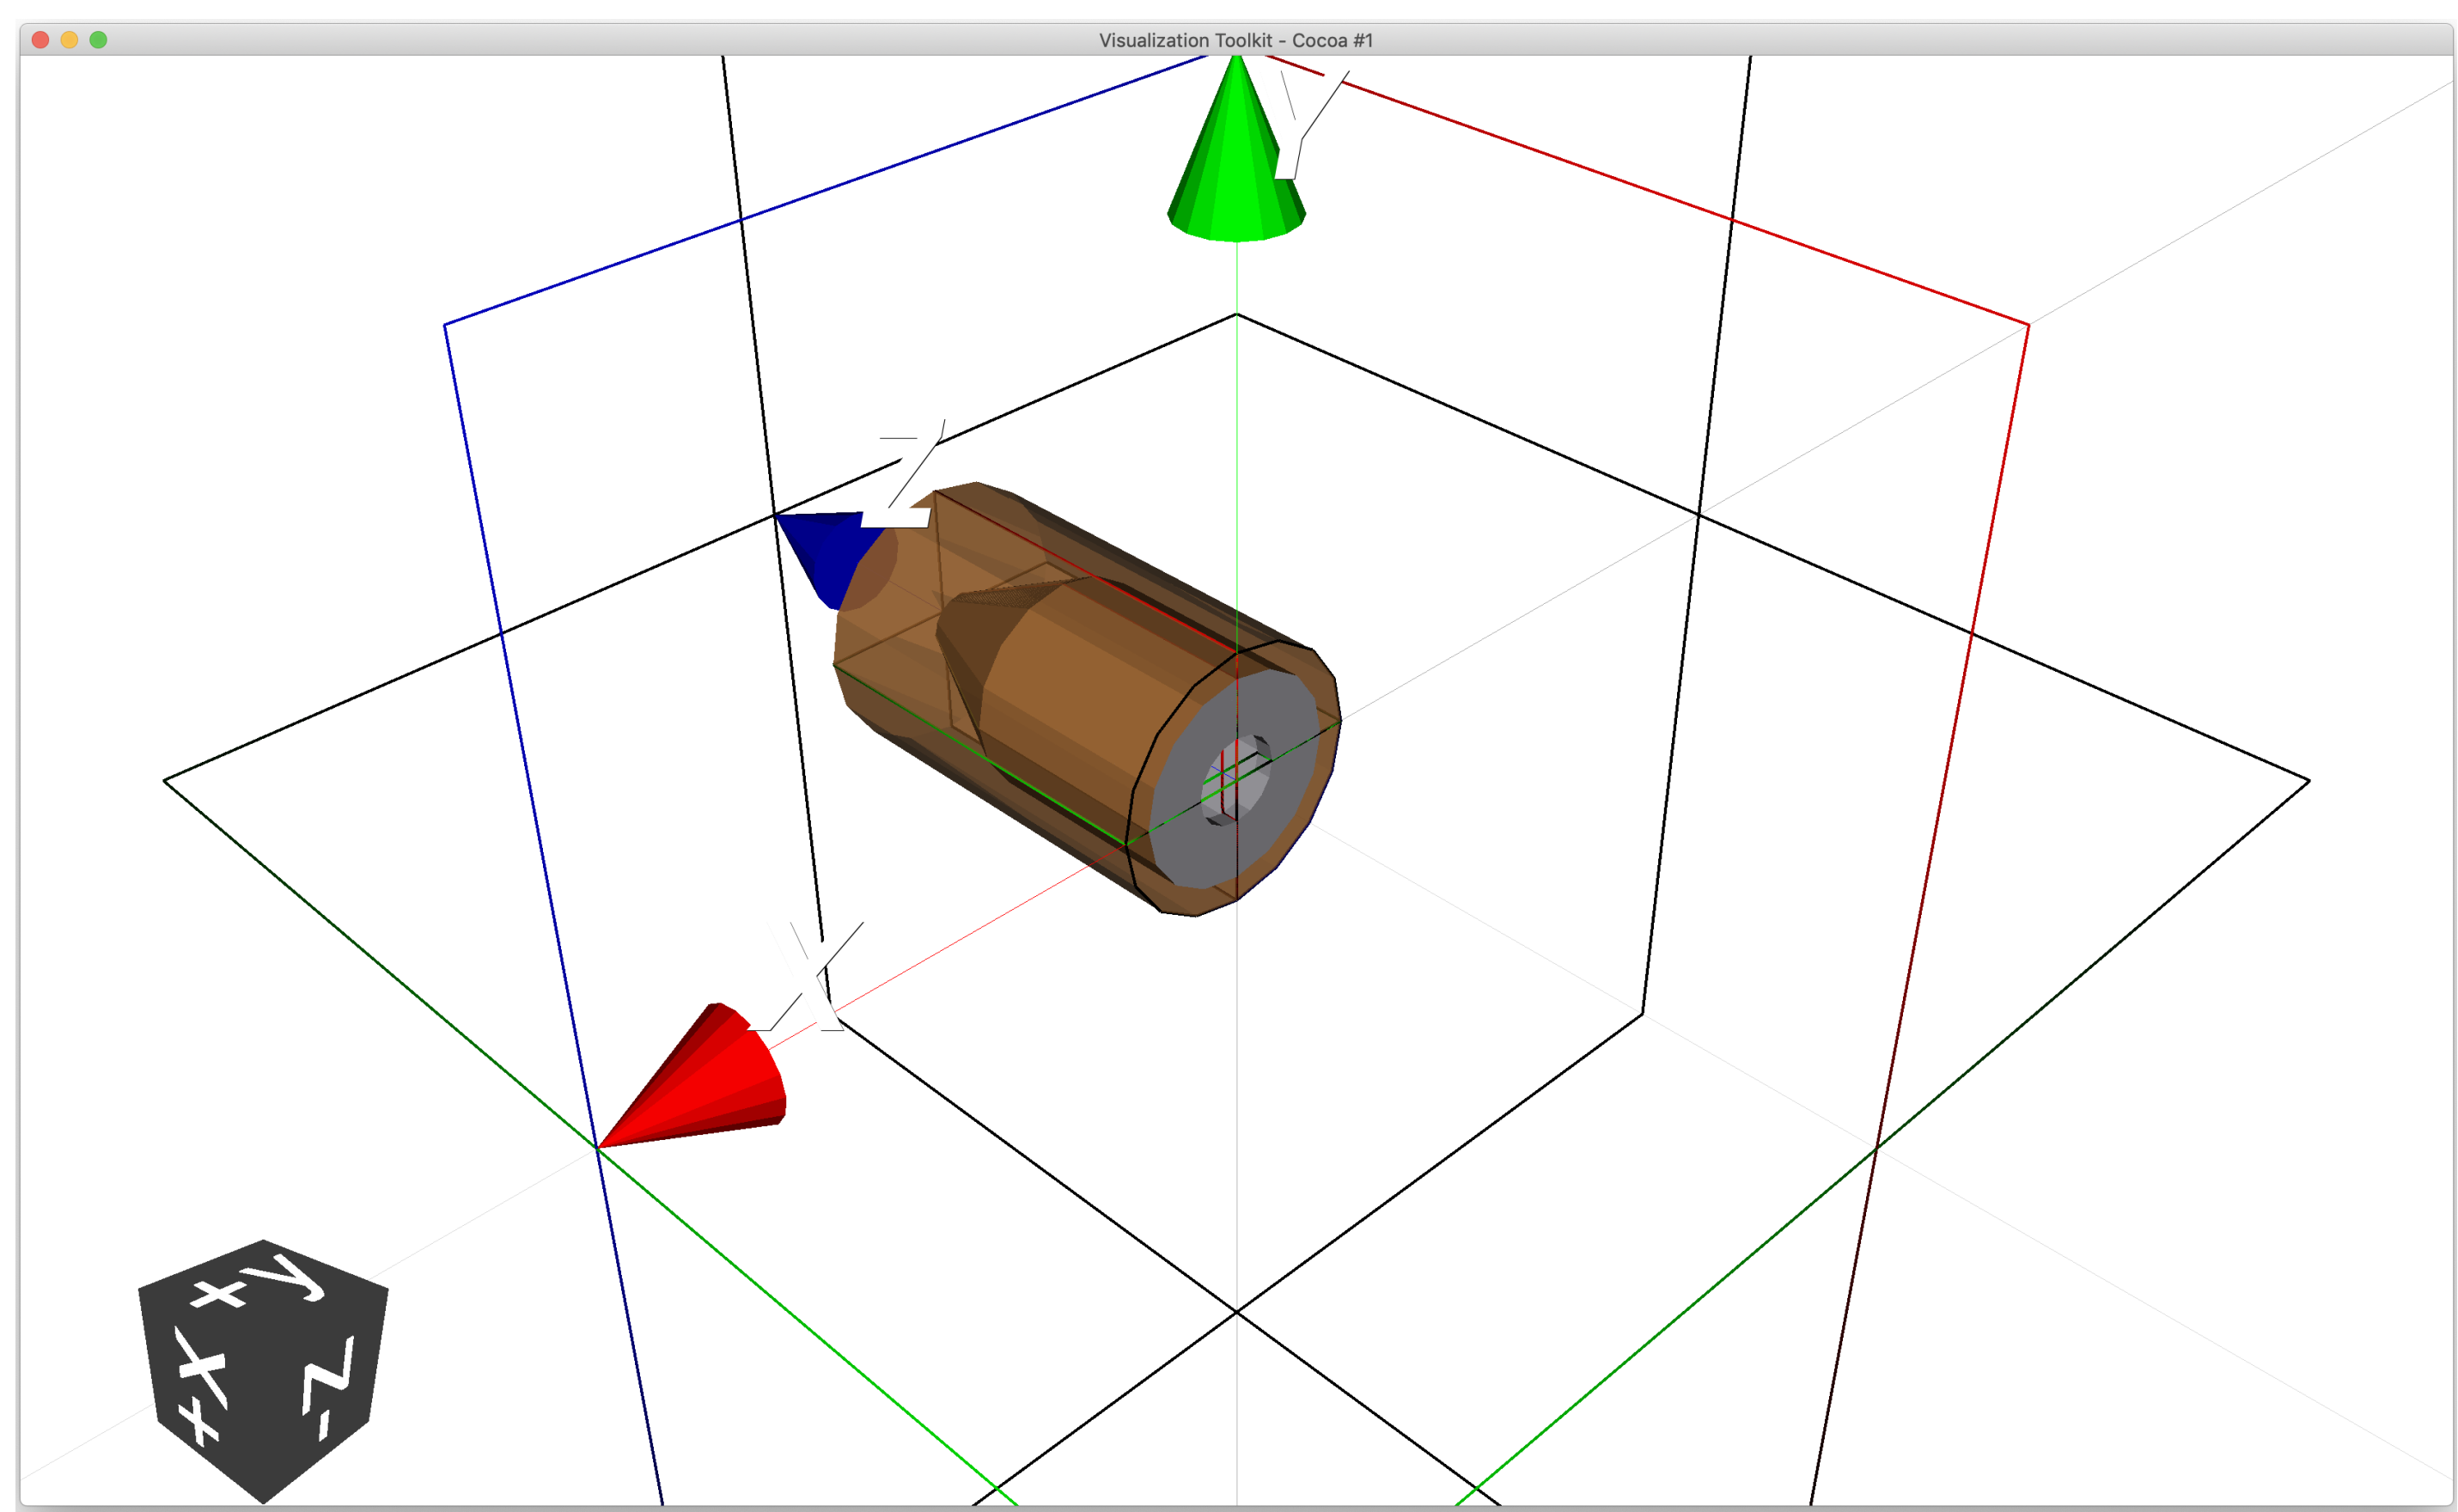 Visualization Toolkit - Cocoa #1
Y
Z
X
+ y
X +
z -